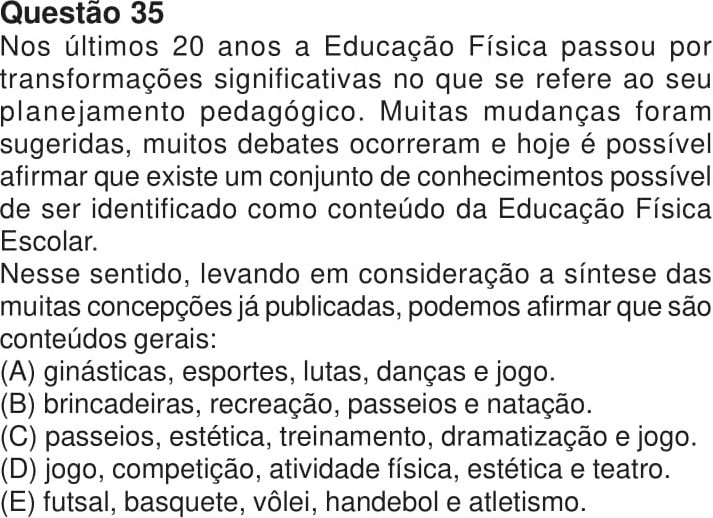 Questão 35
Nos últimos 20 anos a Educação Física passou por
transformações significativas no que se refere ao seu
planejamento pedagógico. Muitas mudanças foram
sugeridas, muitos debates ocorreram e hoje é possível
afirmar que existe um conjunto de conhecimentos possível
de ser identificado como conteúdo da Educação Física
Escolar.
Nesse sentido, levando em consideração a síntese das
muitas concepções já publicadas, podemos afirmar que são
conteúdos gerais:
(A) ginásticas, esportes, lutas, danças e jogo.
(B) brincadeiras, recreação, passeios e natação.
(C) passeios, estética, treinamento, dramatização e jogo.
(D) jogo, competição, atividade física, estética e teatro.
(E) futsal, basquete, vôlei, handebol e atletismo.